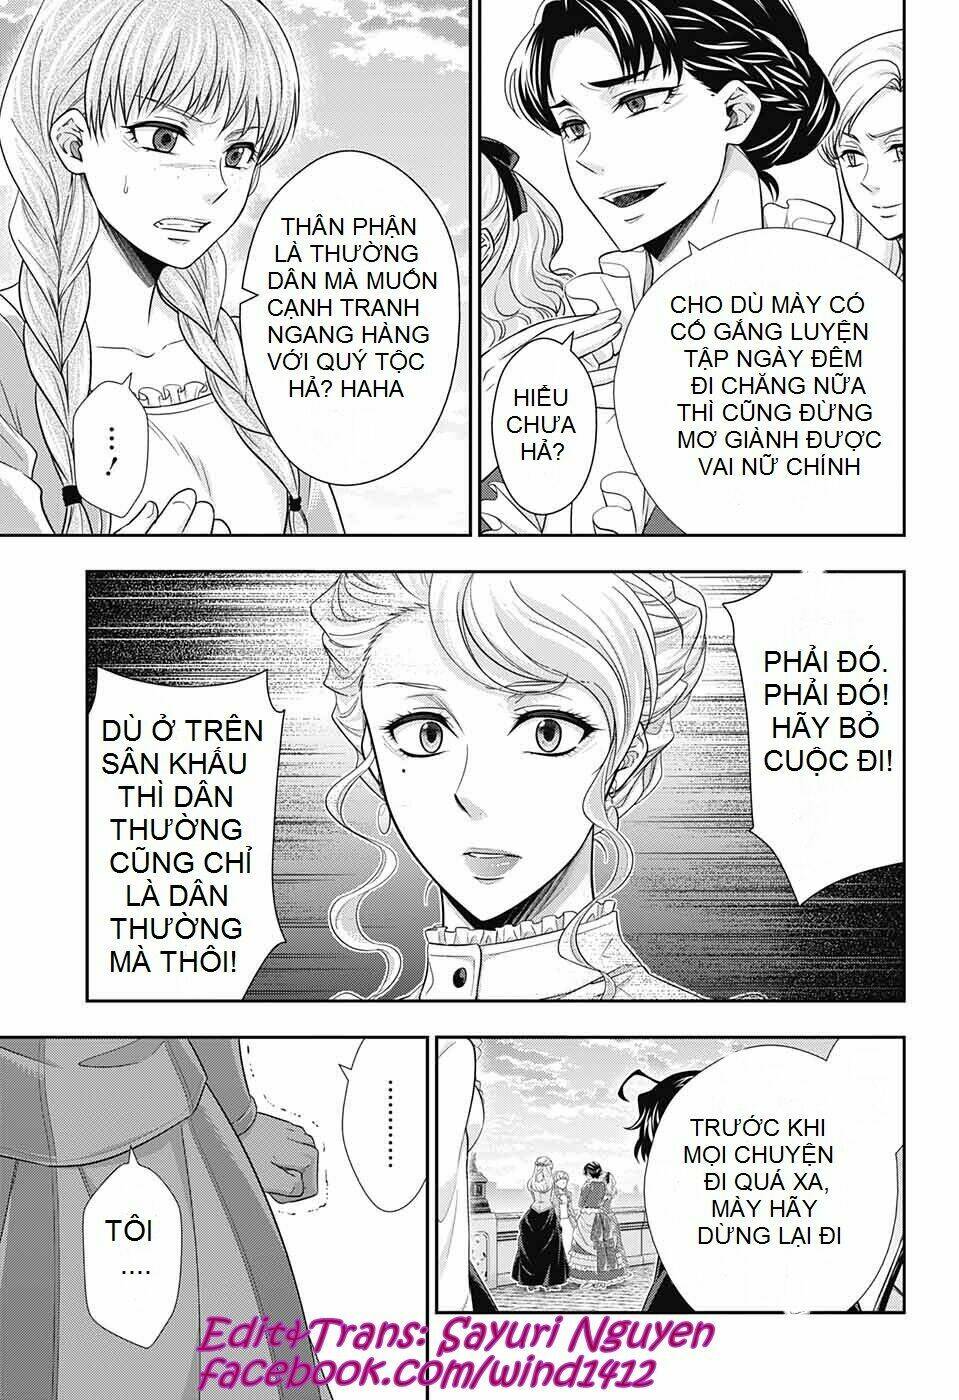 CHO DÙ MÀY CÓ
CỐ GẮNG LUYỆN
TẬP NGÀY ĐÊM
ĐI CHĂNG NỮA
THÌ CŨNG ĐỪNG
MƠ GIÀNH ĐƯỢC
VAI NỮ CHÍNH
HIỂU
CHƯA
HẢ?
THÂN PHẬN
LÀ THƯỜNG
DÂN MÀ MUỐN
CẠNH TRANH
NGANG HÀNG
VỚI QUÝ TỘC
HẢ? HAHA
...!
PHẢI ĐÓ.
PHẢI ĐÓ!
HÃY BỎ
CUỘC ĐI!
DÙ Ở TRÊN
SÂN KHẤU
THÌ DÂN
THƯỜNG
CŨNG CHỈ
LÀ DÂN
THƯỜNG
MÀ THÔI!
TRƯỚC KHI
MỌI CHUYỆN
ĐI QUÁ XA,
MÀY HÃY
DỪNG LẠI ĐI
.........
TÔI
....
Edit&Trans: Sayuri Nguyen
facebook.com/wind1412